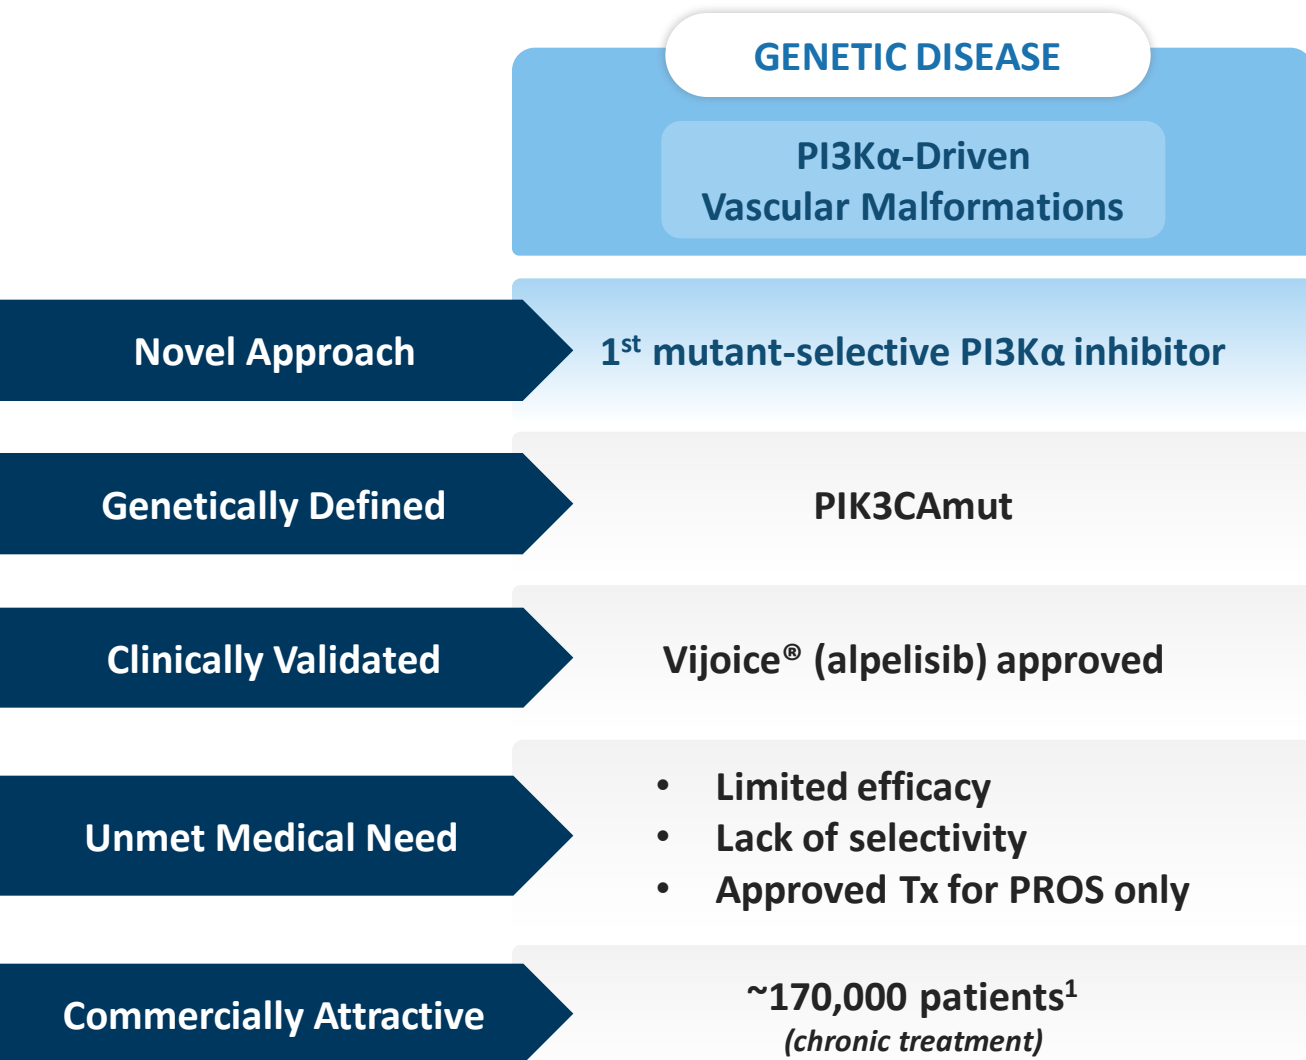 GENETIC DISEASE
PI3Kα-Driven
Vascular Malformations
Novel Approach
1st mutant-selective PI3Kα inhibitor
Genetically Defined
PIK3CAmut
Clinically Validated
Vijoice® (alpelisib) approved
Unmet Medical Need
• Limited efficacy
• Lack of selectivity
• Approved Tx for PROS only
Commercially Attractive
~170,000 patients1
(chronic treatment)